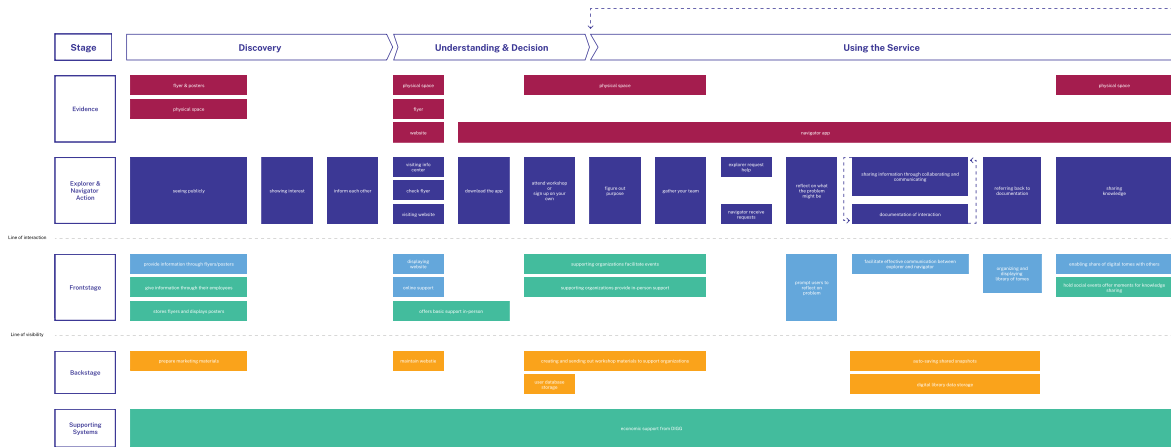 Stage
Discovery
Understanding & Decision
Using the Service
Evidence
flyer & posters
physical space
physical space
physical space
physical space
flyer
website
navigator app
Explorer &
Navigator
Action
seeing publicly
showing interest
inform each other
visiting info
center
check flyer
visiting website
download the app
attend workshop
or
sign up on your
own
figure-out
purpose
gather your team
explorer request
help
navigator receive
requests
reflect on what
the problem
might be
sharing information through collaborating and
communicating
documentation of interaction
referring back to
documentation
sharing
knowledge
Line of interaction
Frontstage
provide information through flyers/posters
give information through their employees
stores flyers and displays posters
displaying
website
online support
offers basic support in-person
supporting organizations facilitate events
supporting organizations provide in-person support
prompt users to
reflect on
problem
facilitate effective communication between
explorer and navigator
organizing and
displaying
library of tomes
enabling share of digital tomes with others
hold social events offer moments for knowledge
sharing
Line of visibility
Backstage
prepare marketing materials
maintain website
creating and sending our workshop materials to support organizations
user database
storage
auto-saving shared snapshots
digital library data storage
Supporting
Systems
economic support from